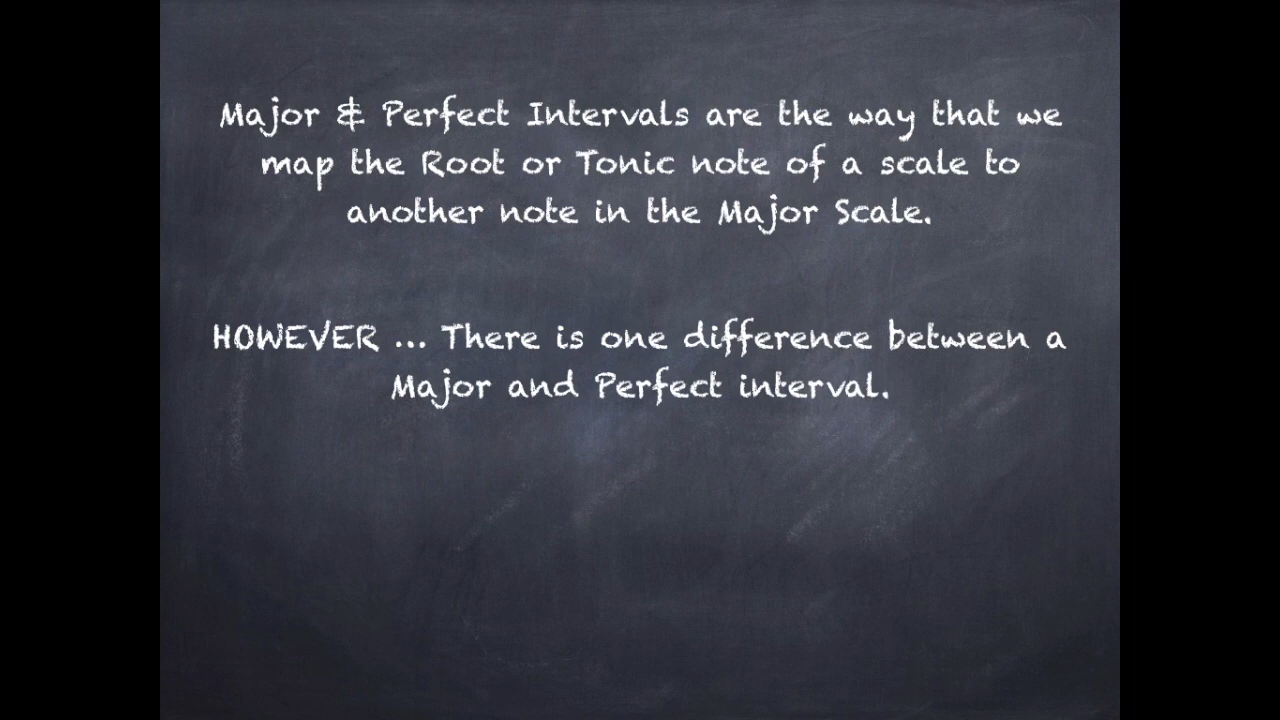 Major & Perfect Intervals are the way that we
map the Root or Tonic note of a scale to
another note in the Major Scale.
HOWEVER ... There is one difference between a
Major and Perfect interval.